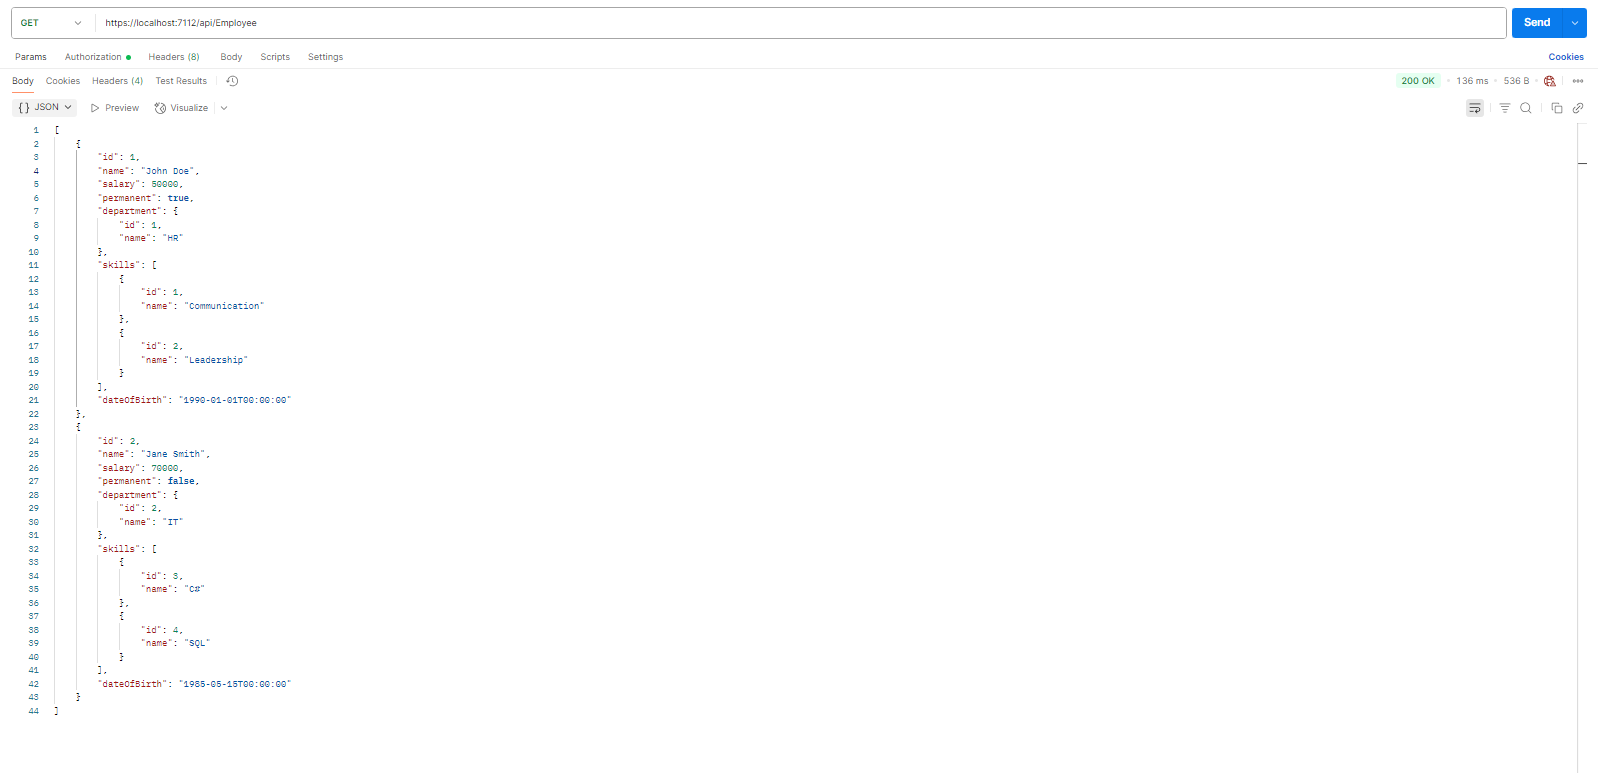 GET https://localhost:7112/api/Employee Send
Params Authorization Headers (8) Body Scripts Settings Cookies
Body Cookies Headers (4) Test Results 200 OK 136 ms 536 B
{} JSON Preview Visualize
1 [
2 {
3 "id": 1,
4 "name": "John Doe",
5 "salary": 50000,
6 "permanent": true,
7 "department": {
8 "id": 1,
9 "name": "HR"
10 },
11 "skills": [
12 {
13 "id": 1,
14 "name": "Communication"
15 },
16 {
17 "id": 2,
18 "name": "Leadership"
19 }
20 ],
21 "dateOfBirth": "1990-01-01T00:00:00"
22 },
23 {
24 "id": 2,
25 "name": "Jane Smith",
26 "salary": 70000,
27 "permanent": false,
28 "department": {
29 "id": 2,
30 "name": "IT"
31 },
32 "skills": [
33 {
34 "id": 3,
35 "name": "C#"
36 },
37 {
38 "id": 4,
39 "name": "SQL"
40 }
41 ],
42 "dateOfBirth": "1985-05-15T00:00:00"
43 }
44 ]